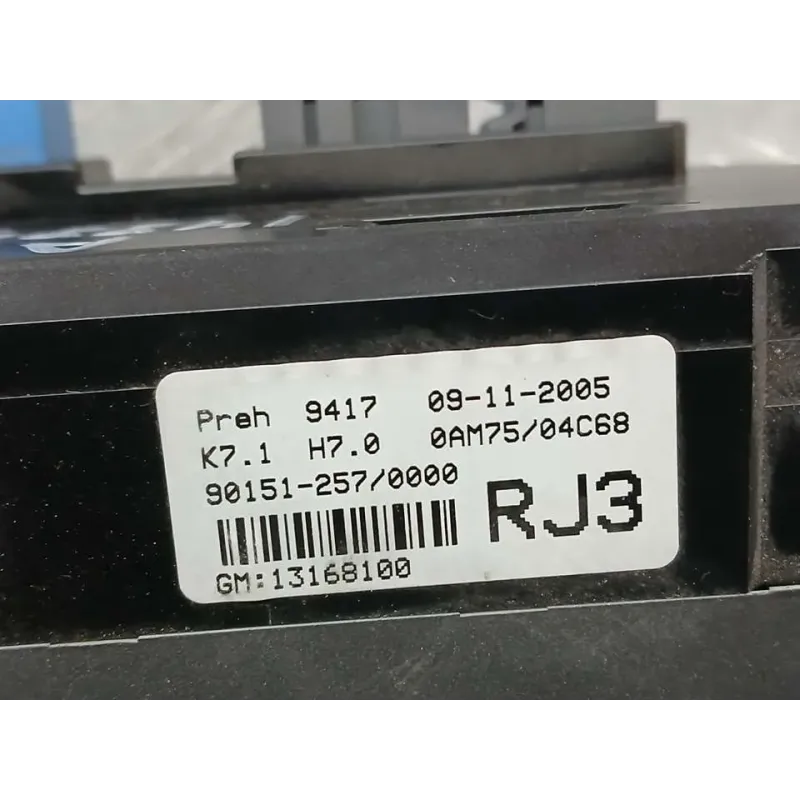 Preh 9417 09-11-2005
K7.1 H7.0 0AM75/04C68
90151-257/0000
RJ3
GM:13168100